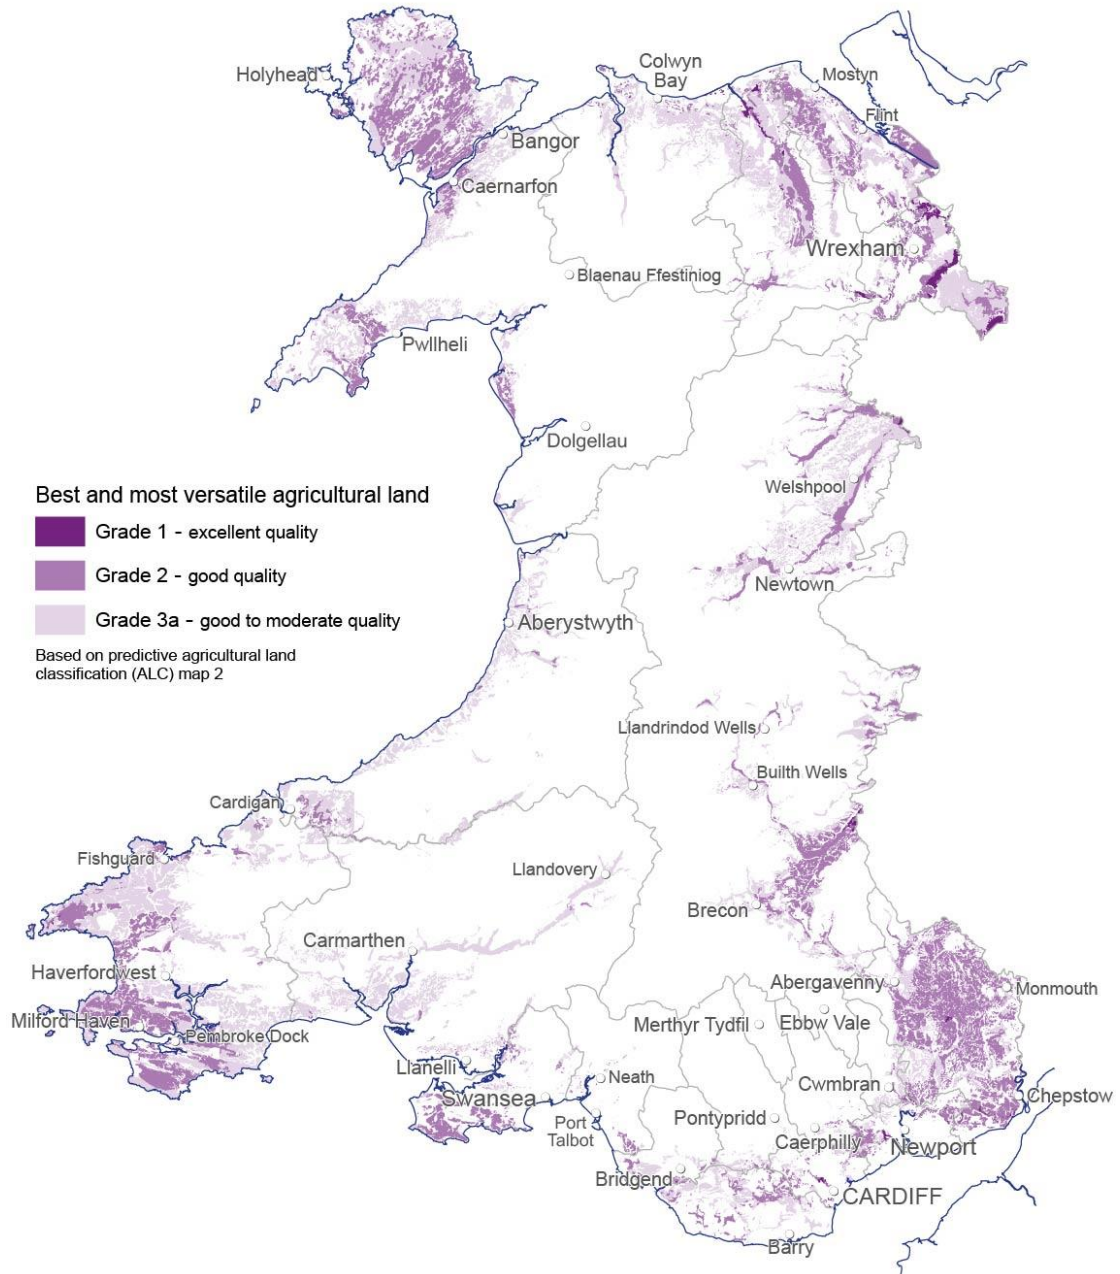 Holyhead
Colwyn
Bay
Mostyn
Flint
Bangor
Caernarfon
Wrexham
Blaenau Ffestiniog
Pwllheli
Dolgellau
Best and most versatile agricultural land
Grade 1 - excellent quality
Grade 2 - good quality
Grade 3a - good to moderate quality
Based on predictive agricultural land
classification (ALC) map 2
Welshpool
Newtown
Aberystwyth
Llandrindod Wells
Builth Wells
Cardigan
Fishguard
Llandovery
Brecon
Carmarthen
Haverfordwest
Abergavenny
Monmouth
Milford Haven
Merthyr Tydfil
Ebbw Vale
Pembroke Dock
Llanelli
Neath
Cwmbran
Swansea
Chepstow
Port
Talbot
Pontypridd
Caerphilly
Newport
Bridgend
CARDIFF
Barry